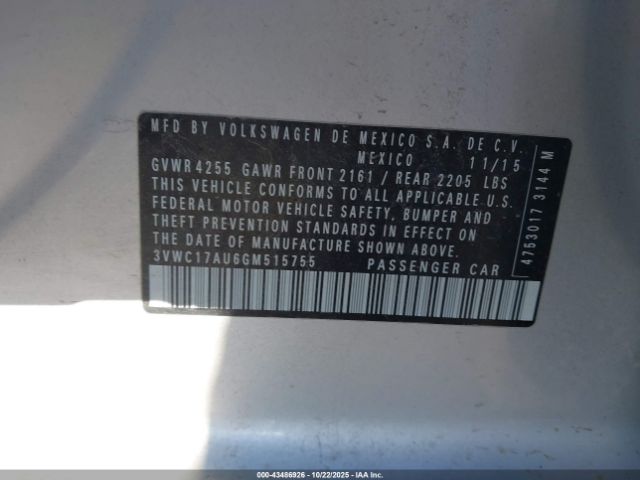 MFD BY VOLKSWAGEN DE MEXICO S.A. DE C.V.
MEXICO 11/15
GVWR 4255 GAWR FRONT 2161 / REAR 2205 LBS
THIS VEHICLE CONFORMS TO ALL APPLICABLE U.S.
FEDERAL MOTOR VEHICLE SAFETY, BUMPER AND
THEFT PREVENTION STANDARDS IN EFFECT ON
THE DATE OF MANUFACTURE SHOWN ABOVE.
3VWC17AU6GM515755 PASSENGER CAR
4753017 3144 M
000-43486926 - 10/22/2025 - IAAI, Inc.